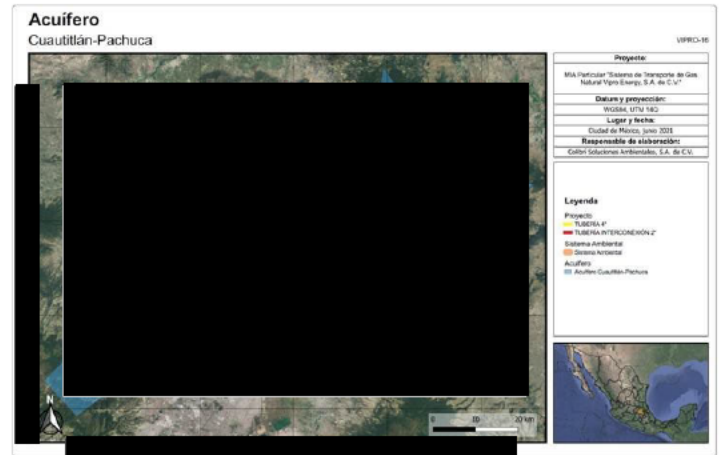 Acuífero
Cuautitlán-Pachuca
VIPRO-16
Proyecto:
MIA Particular "Sistema de Transporte de Gas
Natural Vipro Energy, S.A. de C.V."
Datum y proyección:
WGS84, UTM 14Q
Lugar y fecha:
Ciudad de México, junio 2021
Responsable de elaboración:
Colibrí Soluciones Ambientales, S.A. de C.V.
Leyenda
Proyecto
TUBERÍA 4"
TUBERÍA INTERCONEXIÓN 2"
Sistema Ambiental
Sistema Ambiental
Acuífero
Acuífero Cuautitlán-Pachuca
N
0 10 20 km